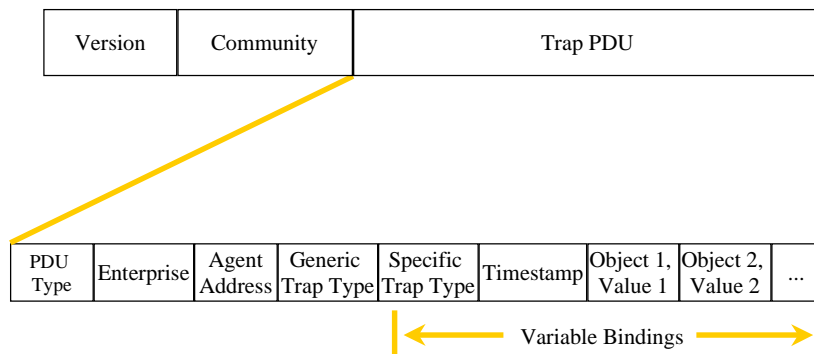 Version Community Trap PDU
PDU Type
Enterprise
Agent Address
Generic Trap Type
Specific Trap Type
Timestamp
Object 1, Value 1
Object 2, Value 2
...
Variable Bindings